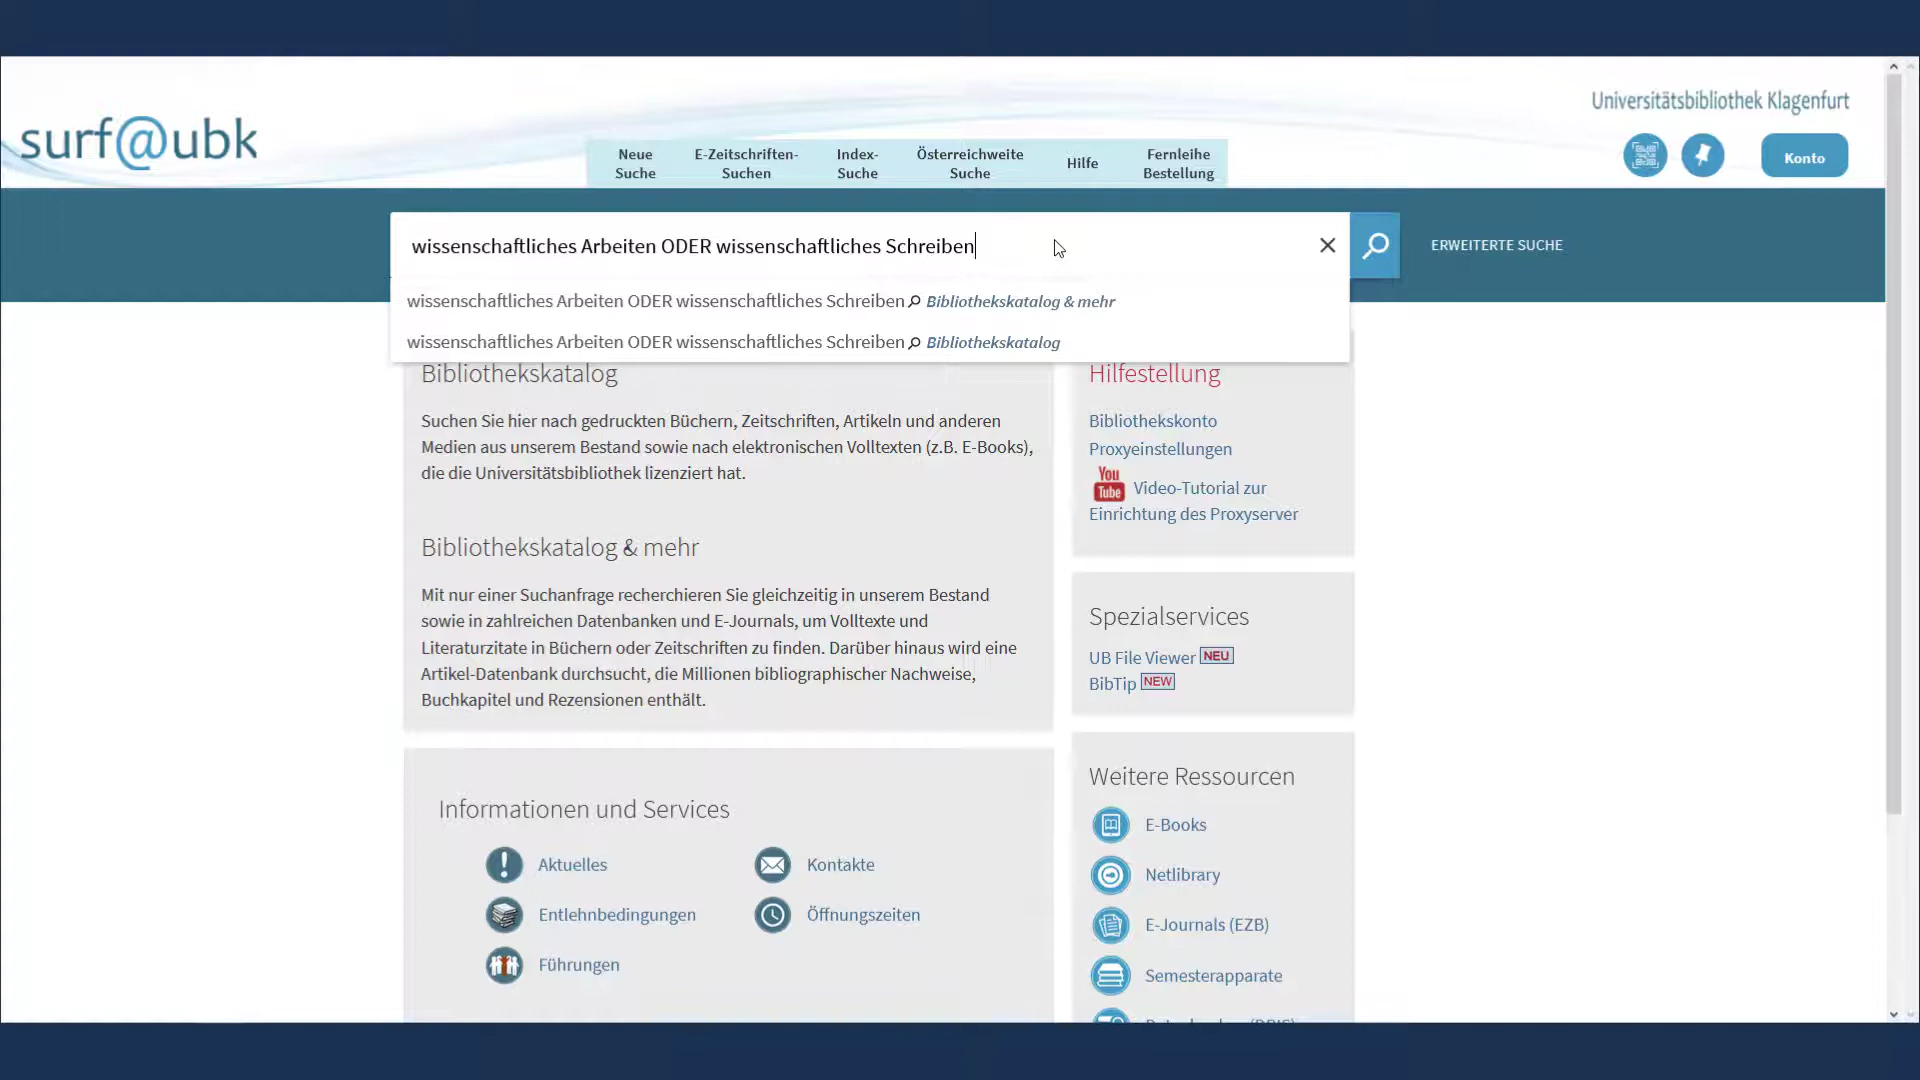 surf@ubk
Universitätsbibliothek Klagenfurt
Neue
Suche
E-Zeitschriften-
Suchen
Index-
Suche
Österreichweite
Suche
Hilfe
Fernleihe
Bestellung
Konto
wissenschaftliches Arbeiten ODER wissenschaftliches Schreiben
ERWEITERTE SUCHE
wissenschaftliches Arbeiten ODER wissenschaftliches Schreiben Bibliothekskatalog & mehr
wissenschaftliches Arbeiten ODER wissenschaftliches Schreiben Bibliothekskatalog
Bibliothekskatalog
Suchen Sie hier nach gedruckten Büchern, Zeitschriften, Artikeln und anderen
Medien aus unserem Bestand sowie nach elektronischen Volltexten (z.B. E-Books),
die die Universitätsbibliothek lizenziert hat.
Bibliothekskatalog & mehr
Mit nur einer Suchanfrage recherchieren Sie gleichzeitig in unserem Bestand
sowie in zahlreichen Datenbanken und E-Journals, um Volltexte und
Literaturzitate in Büchern oder Zeitschriften zu finden. Darüber hinaus wird eine
Artikel-Datenbank durchsucht, die Millionen bibliographischer Nachweise,
Buchkapitel und Rezensionen enthält.
Informationen und Services
Aktuelles
Kontakte
Entlehnbedingungen
Öffnungszeiten
Führungen
Hilfestellung
Bibliothekskonto
Proxyeinstellungen
You
Tube
Video-Tutorial zur
Einrichtung des Proxyserver
Spezialservices
UB File Viewer NEU
BibTip NEW
Weitere Ressourcen
E-Books
Netlibrary
E-Journals (EZB)
Semesterapparate